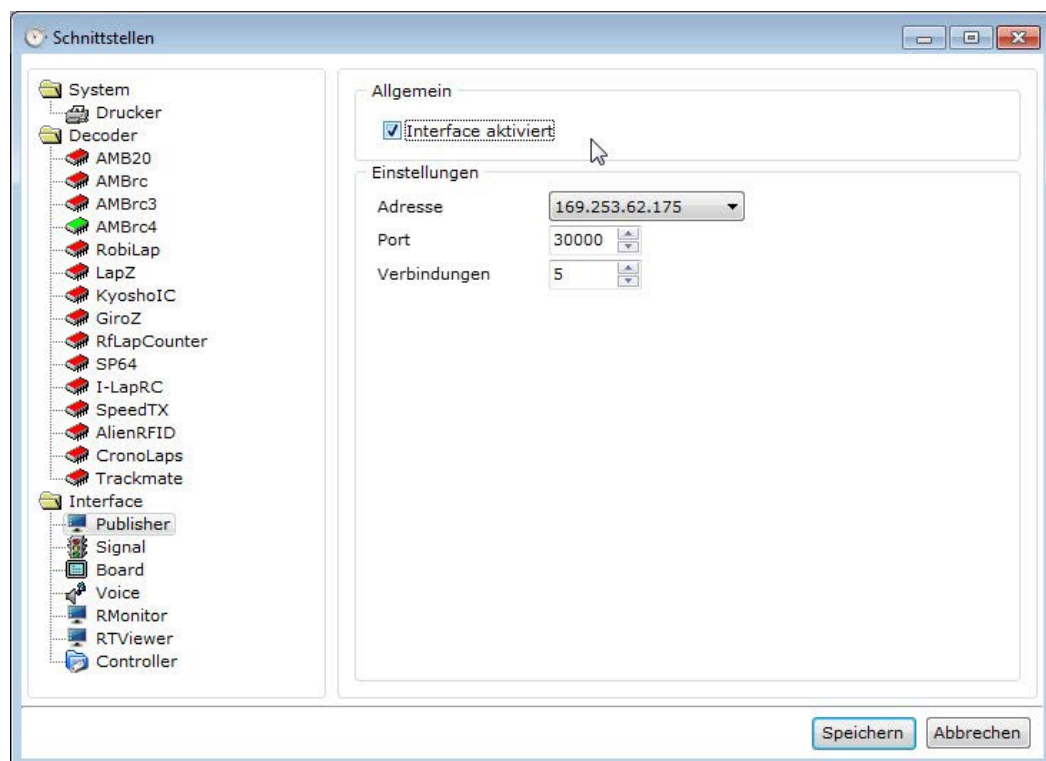 Schnittstellen
System
Drucker
Decoder
AMB20
AMBrc
AMBrc3
AMBrc4
RobiLap
LapZ
KyoshoIC
GiroZ
RfLapCounter
SP64
I-LapRC
SpeedTX
AlienRFID
CronoLaps
Trackmate
Interface
Publisher
Signal
Board
Voice
RMonitor
RTViewer
Controller
Allgemein
Interface aktiviert
Einstellungen
Adresse 169.253.62.175
Port 30000
Verbindungen 5
Speichern Abbrechen